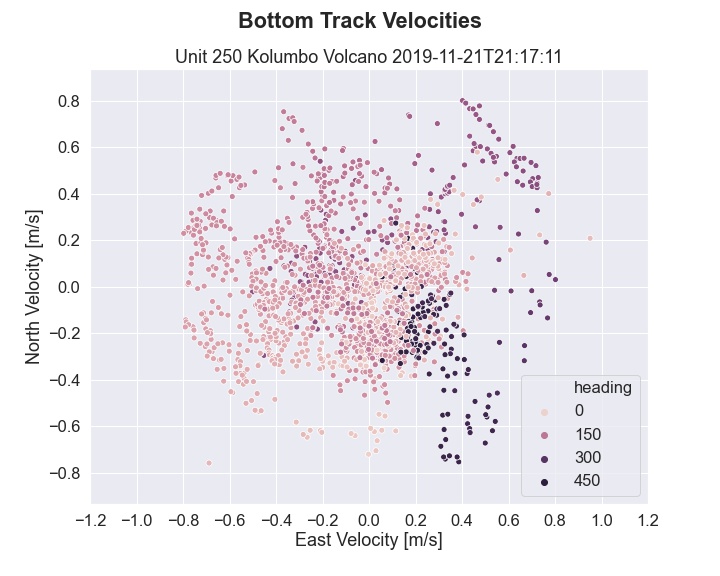 Bottom Track Velocities
Unit 250 Kolumbo Volcano 2019-11-21T21:17:11
North Velocity [m/s]
0.8
0.6
0.4
0.2
0.0
−0.2
−0.4
−0.6
−0.8
heading
0
150
300
450
−1.2 −1.0 −0.8 −0.6 −0.4 −0.2 0.0 0.2 0.4 0.6 0.8 1.0 1.2
East Velocity [m/s]